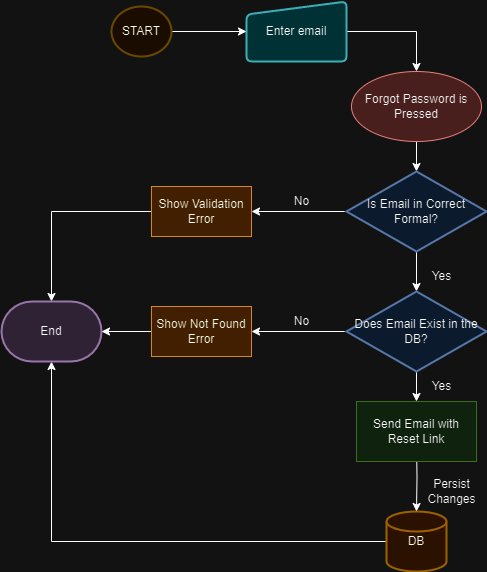 START
Enter email
Forgot Password is
Pressed
Is Email in Correct
Formal?
No
Show Validation
Error
Yes
Does Email Exist in the
DB?
No
Show Not Found
Error
End
Yes
Send Email with
Reset Link
Persist
Changes
DB